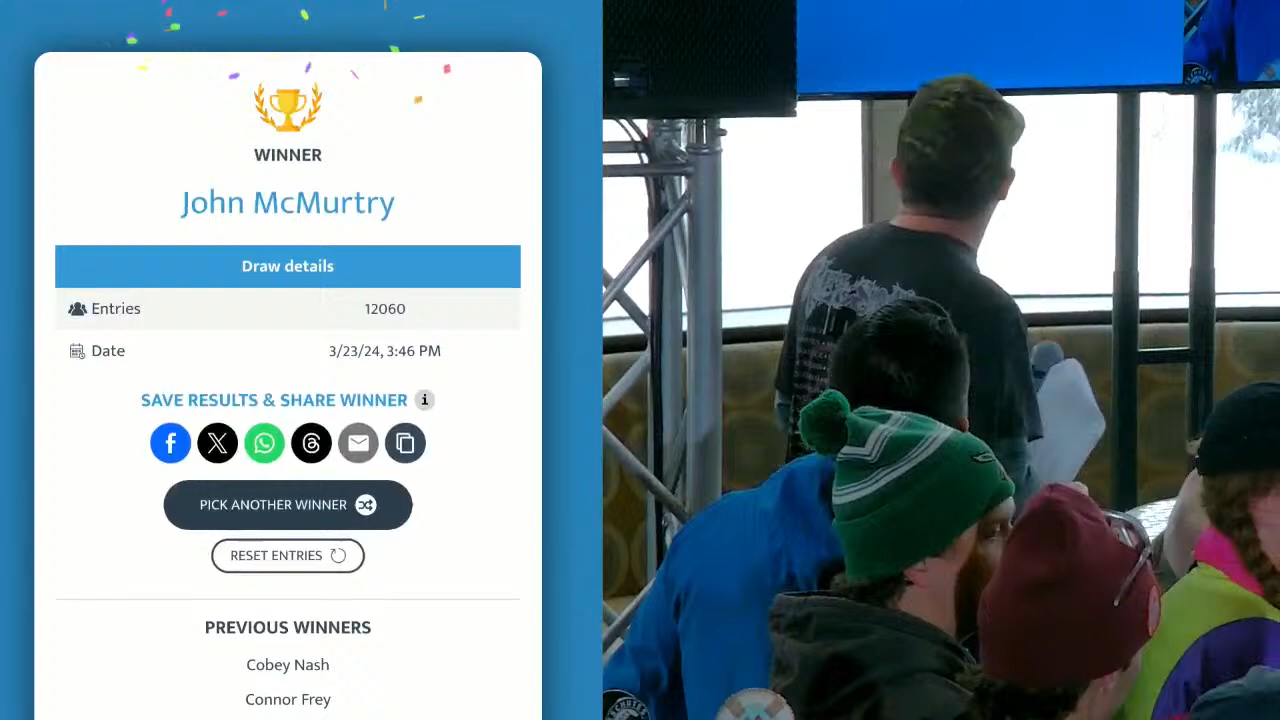 WINNER
John McMurtry
Draw details
Entries 12060
Date 3/23/24, 3:46 PM
SAVE RESULTS & SHARE WINNER i
PICK ANOTHER WINNER
RESET ENTRIES
PREVIOUS WINNERS
Cobey Nash
Connor Frey